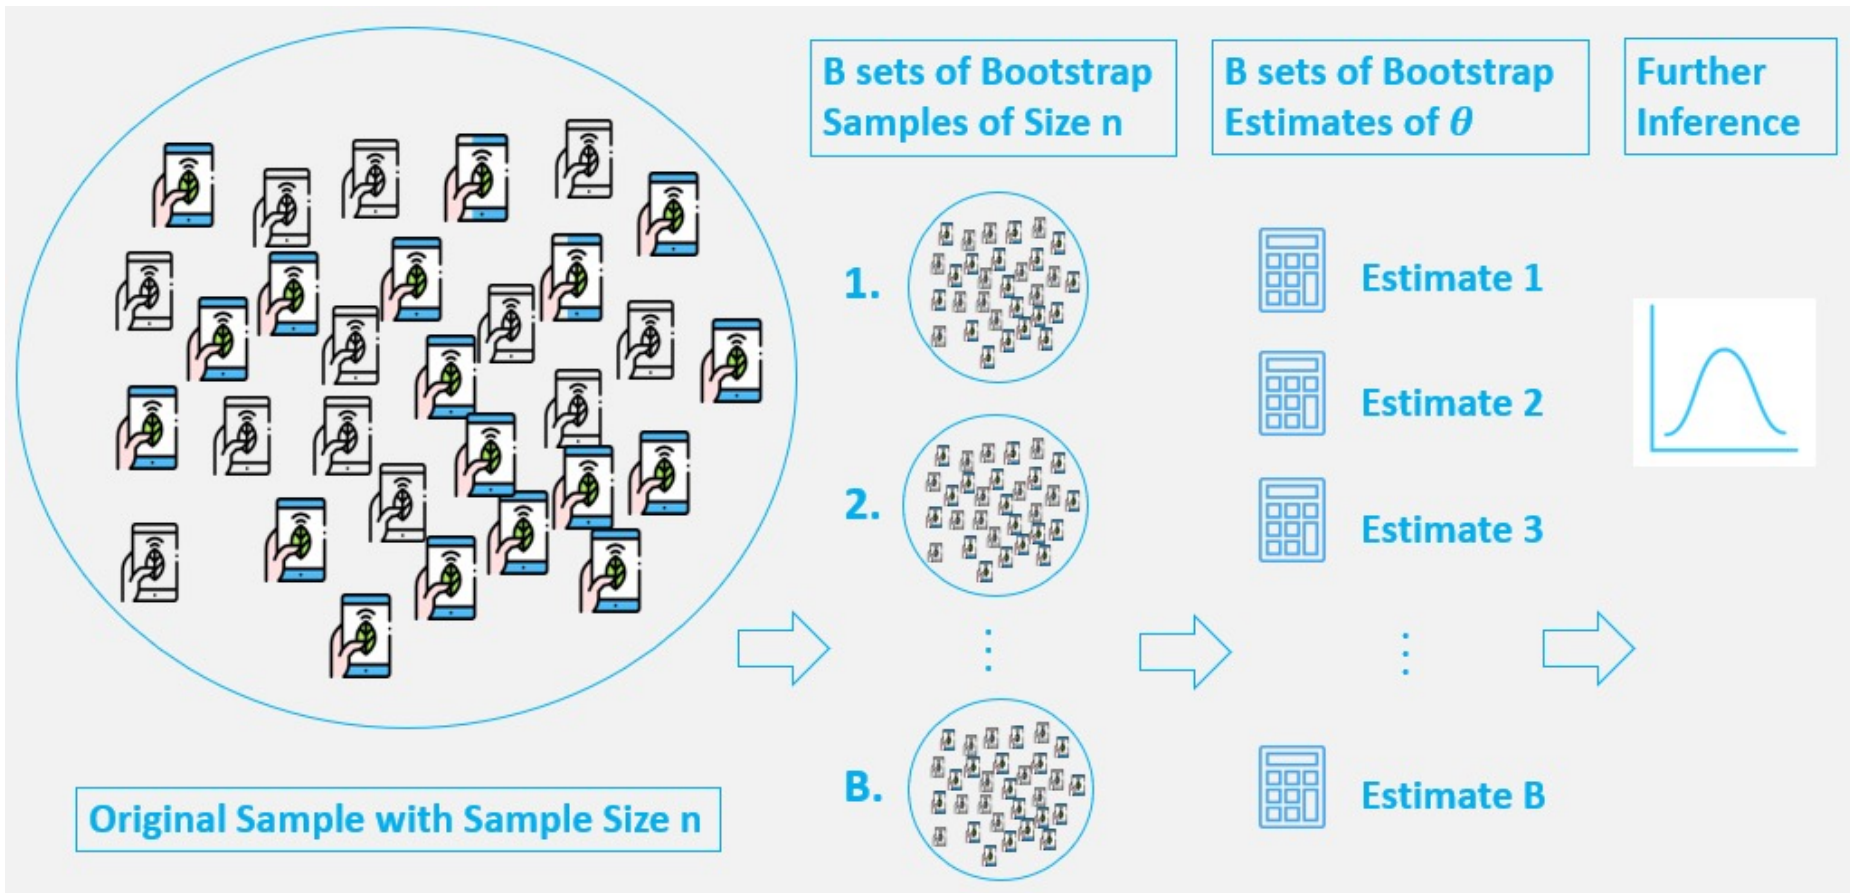 B sets of Bootstrap
Samples of Size n
B sets of Bootstrap
Estimates of θ
Further
Inference
1.
Estimate 1
Estimate 2
2.
Estimate 3
⋮
⋮
B.
Estimate B
Original Sample with Sample Size n